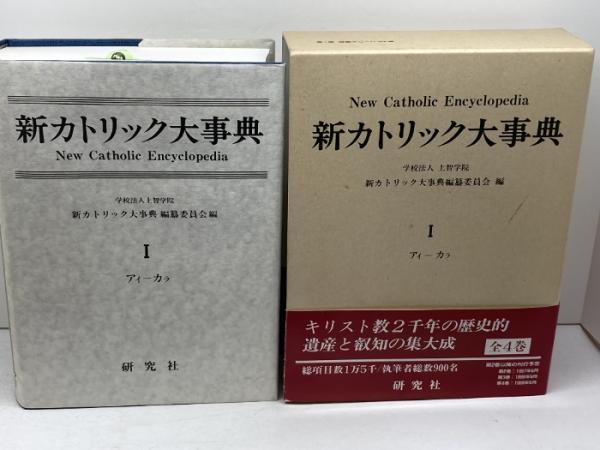 新カトリック大事典
New Catholic Encyclopedia
学校法人上智学院
新カトリック大事典編纂委員会編
I
アィーカラ
研究社
New Catholic Encyclopedia
新カトリック大事典
学校法人 上智学院
新カトリック大事典編纂委員会 編
I
アィーカラ
キリスト教2千年の歴史的
遺産と叡知の集大成
全4巻
総項目数1万5千/執筆者総数900名
研究社